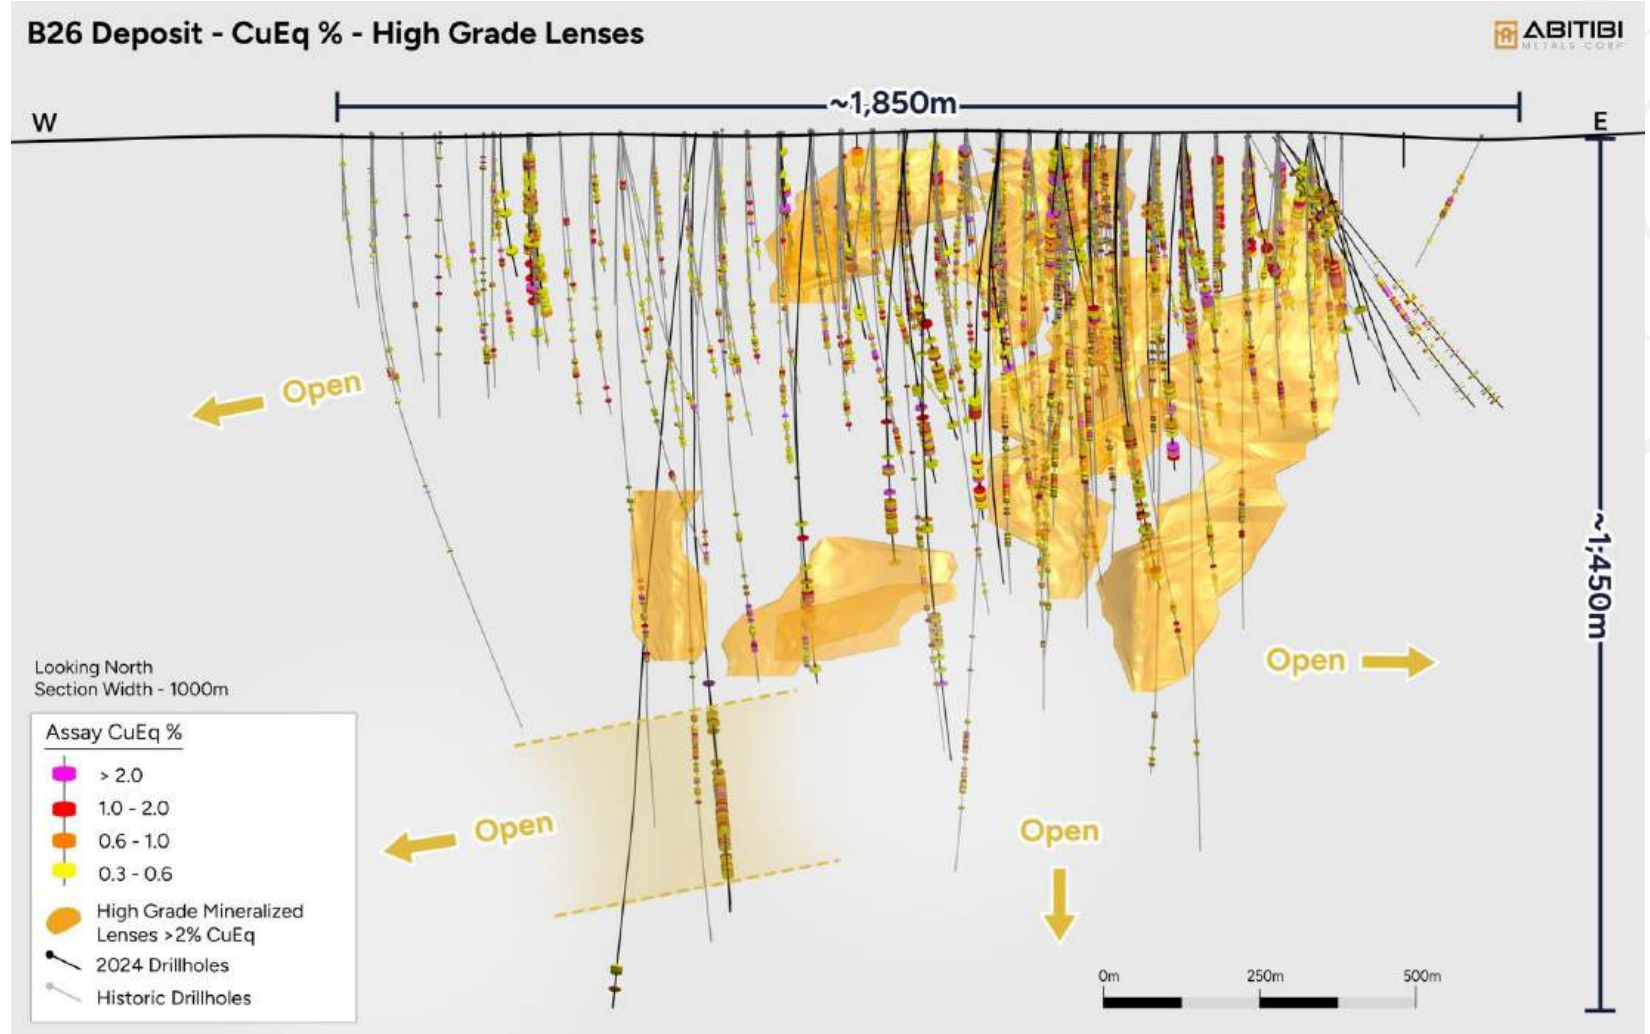 B26 Deposit - CuEq % - High Grade Lenses
ABITIBI
METALS CORP
~1,850m
W
E
Open
~1,450m
Open
Looking North
Section Width - 1000m
Assay CuEq %
> 2.0
1.0 - 2.0
0.6 - 1.0
0.3 - 0.6
High Grade Mineralized
Lenses >2% CuEq
2024 Drillholes
Historic Drillholes
Open
Open
0m 250m 500m